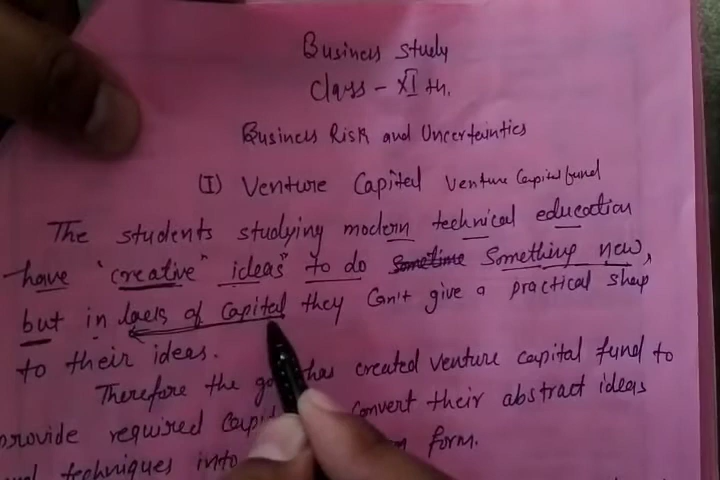 Business study
Class - XI th.
Business Risk and Uncertainties
(I) Venture Capital Venture Capital fund
The students studying modern technical education
have "creative" ideas" to do Sometime Something new,
but in lack of Capital they Can't give a practical shap
to their ideas.
Therefore the go has created venture capital fund to
provide required Capi convert their abstract ideas
techniques into form.